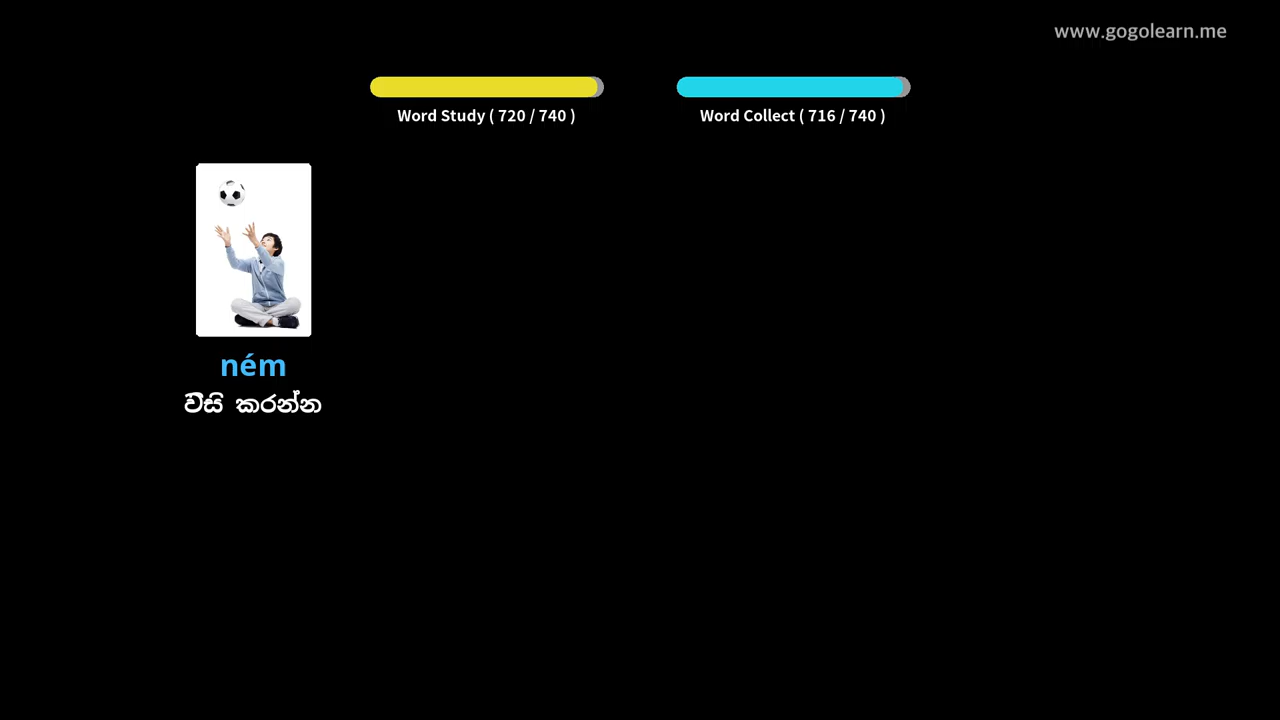 www.gogolearn.me
Word Study ( 720 / 740 )
Word Collect ( 716 / 740 )
ném
විසි කරන්න